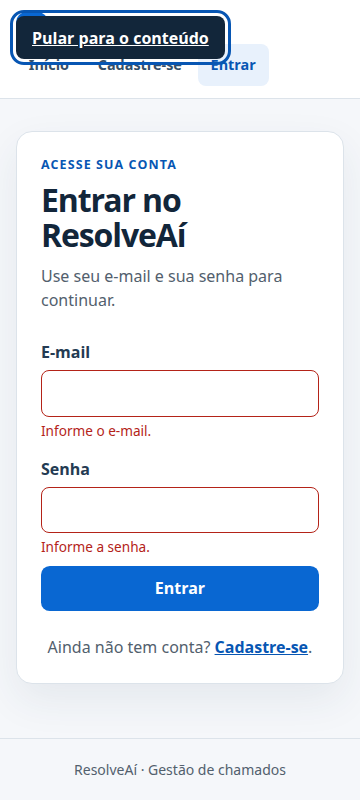 Pular para o conteúdo
Início Cadastre-se Entrar
ACESSE SUA CONTA
Entrar no
ResolveAí
Use seu e-mail e sua senha para
continuar.
E-mail
Informe o e-mail.
Senha
Informe a senha.
Entrar
Ainda não tem conta? Cadastre-se.
ResolveAí · Gestão de chamados